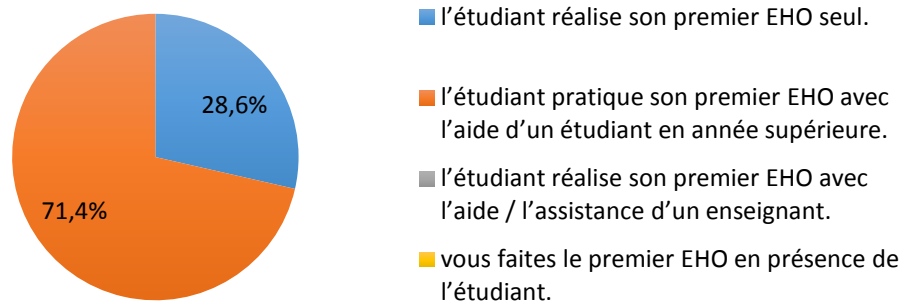 28,6%
71,4%
l’étudiant réalise son premier EHO seul.
l’étudiant pratique son premier EHO avec
l’aide d’un étudiant en année supérieure.
l’étudiant réalise son premier EHO avec
l’aide / l’assistance d’un enseignant.
vous faites le premier EHO en présence de
l’étudiant.